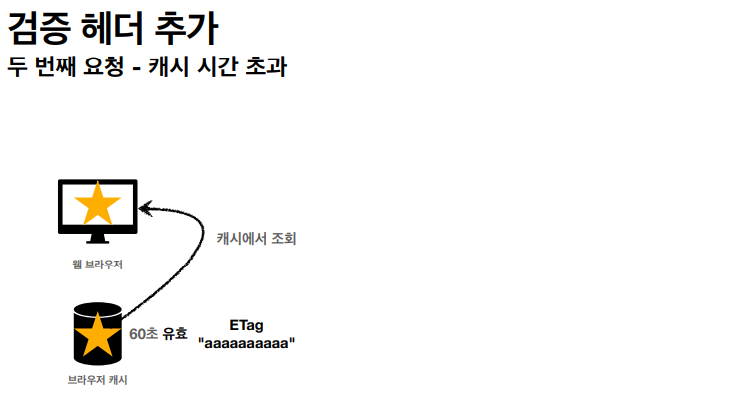 검증 헤더 추가
두 번째 요청 - 캐시 시간 초과
캐시에서 조회
웹 브라우저
60초 유효
ETag
"aaaaaaaaaa"
브라우저 캐시